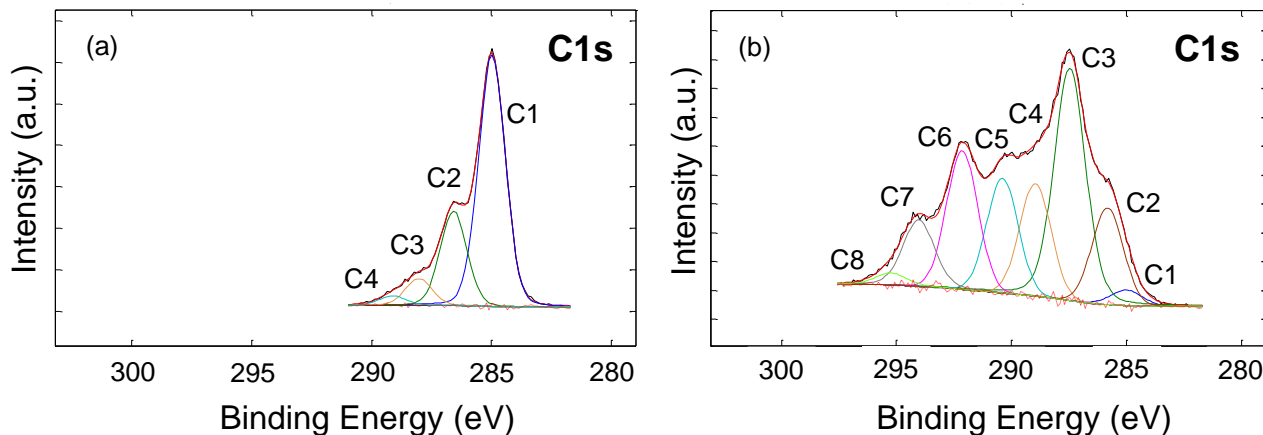 (a)
C1s
C1
C2
C3
C4
Intensity (a.u.)
300
295
290
285
280
Binding Energy (eV)
(b)
C1s
C3
C4
C6
C5
C7
C2
C8
C1
Intensity (a.u.)
300
295
290
285
280
Binding Energy (eV)